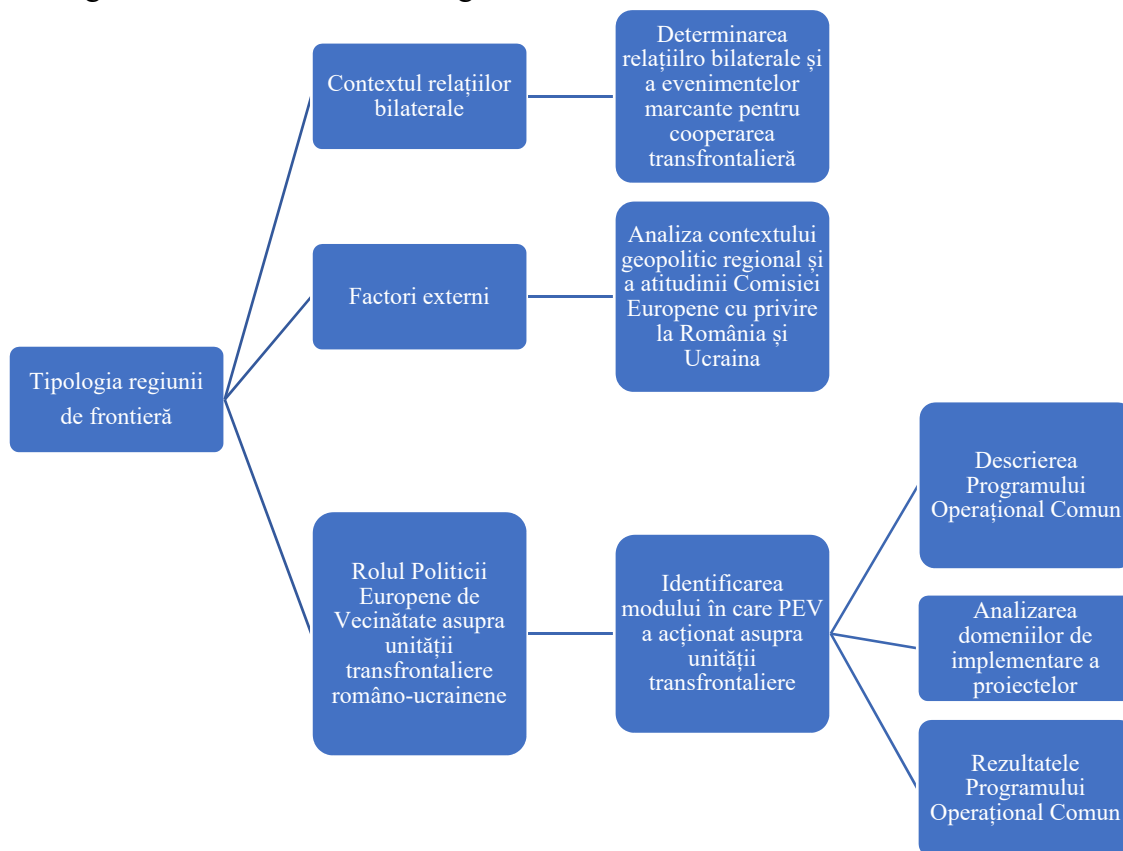 Tipologia regiunii
de frontieră
Contextul relațiilor
bilaterale
Determinarea
relațiilro bilaterale și
a evenimentelor
marcante pentru
cooperarea
transfrontalieră
Factori externi
Analiza contextului
geopolitic regional și
a atitudinii Comisiei
Europene cu privire
la România și
Ucraina
Rolul Politicii
Europene de
Vecinătate asupra
unității
transfrontaliere
româno-ucrainene
Identificarea
modului în care PEV
a acționat asupra
unității
transfrontaliere
Descrierea
Programului
Operațional Comun
Analizarea
domeniilor de
implementare a
proiectelor
Rezultatele
Programului
Operațional Comun